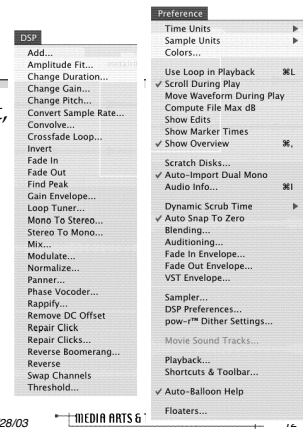 DSP
Add...
Amplitude Fit...
Change Duration...
Change Gain...
Change Pitch...
Convert Sample Rate...
Convolve...
Crossfade Loop...
Invert
Fade In
Fade Out
Find Peak
Gain Envelope...
Loop Tuner...
Mono To Stereo...
Stereo To Mono...
Mix...
Modulate...
Normalize...
Panner...
Phase Vocoder...
Rappify...
Remove DC Offset
Repair Click
Repair Clicks...
Reverse Boomerang...
Reverse
Swap Channels
Threshold...
Preference
Time Units ▶
Sample Units ▶
Colors...
Use Loop in Playback ⌘L
✓ Scroll During Play
Move Waveform During Play
Compute File Max dB
Show Edits
Show Marker Times
✓ Show Overview ⌘,
Scratch Disks...
✓ Auto-Import Dual Mono
Audio Info... ⌘I
Dynamic Scrub Time ▶
✓ Auto Snap To Zero
Blending...
Auditioning...
Fade In Envelope...
Fade Out Envelope...
VST Envelope...
Sampler...
DSP Preferences...
pow-r™ Dither Settings...
Movie Sound Tracks...
Playback...
Shortcuts & Toolbar...
✓ Auto-Balloon Help
Floaters...
28/03
MEDIA ARTS &